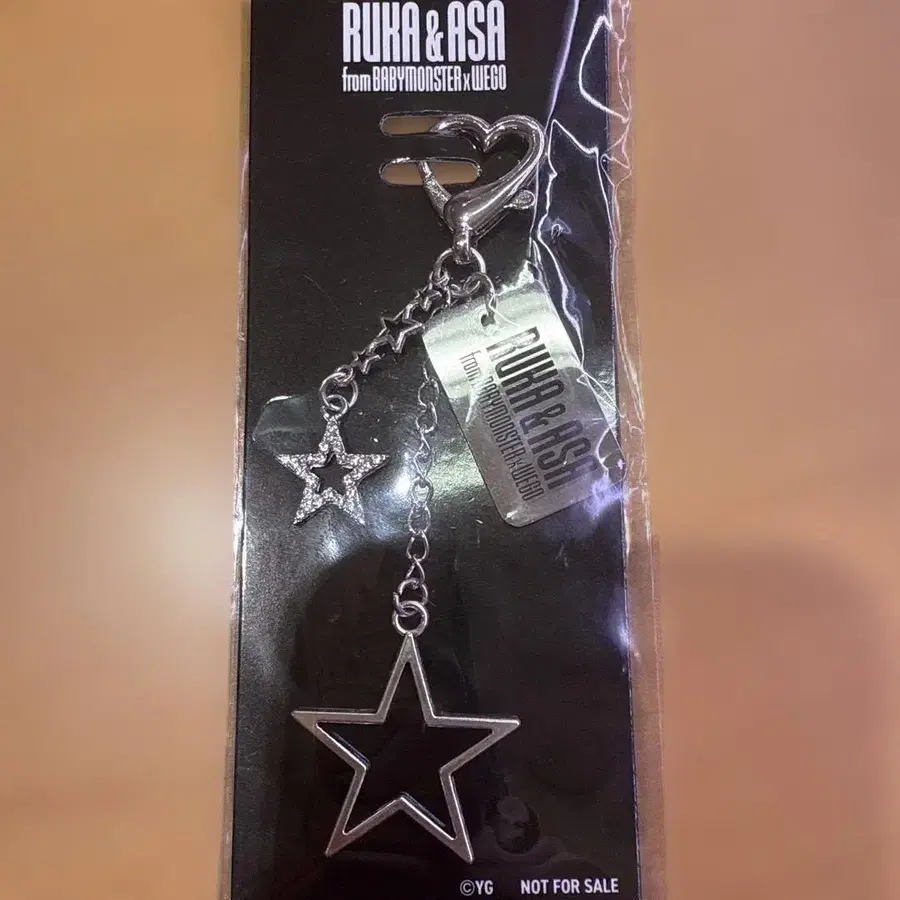 RUKA & ASA
from BABYMONSTER x WEGO
RUKA & ASA
from BABYMONSTER x WEGO
©YG NOT FOR SALE